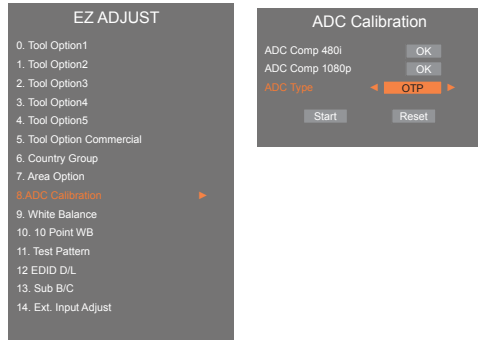 EZ ADJUST
0. Tool Option1
1. Tool Option2
2. Tool Option3
3. Tool Option4
4. Tool Option5
5. Tool Option Commercial
6. Country Group
7. Area Option
8.ADC Calibration
9. White Balance
10. 10 Point WB
11. Test Pattern
12 EDID D/L
13. Sub B/C
14. Ext. Input Adjust
ADC Calibration
ADC Comp 480i OK
ADC Comp 1080p OK
ADC Type OTP
Start Reset